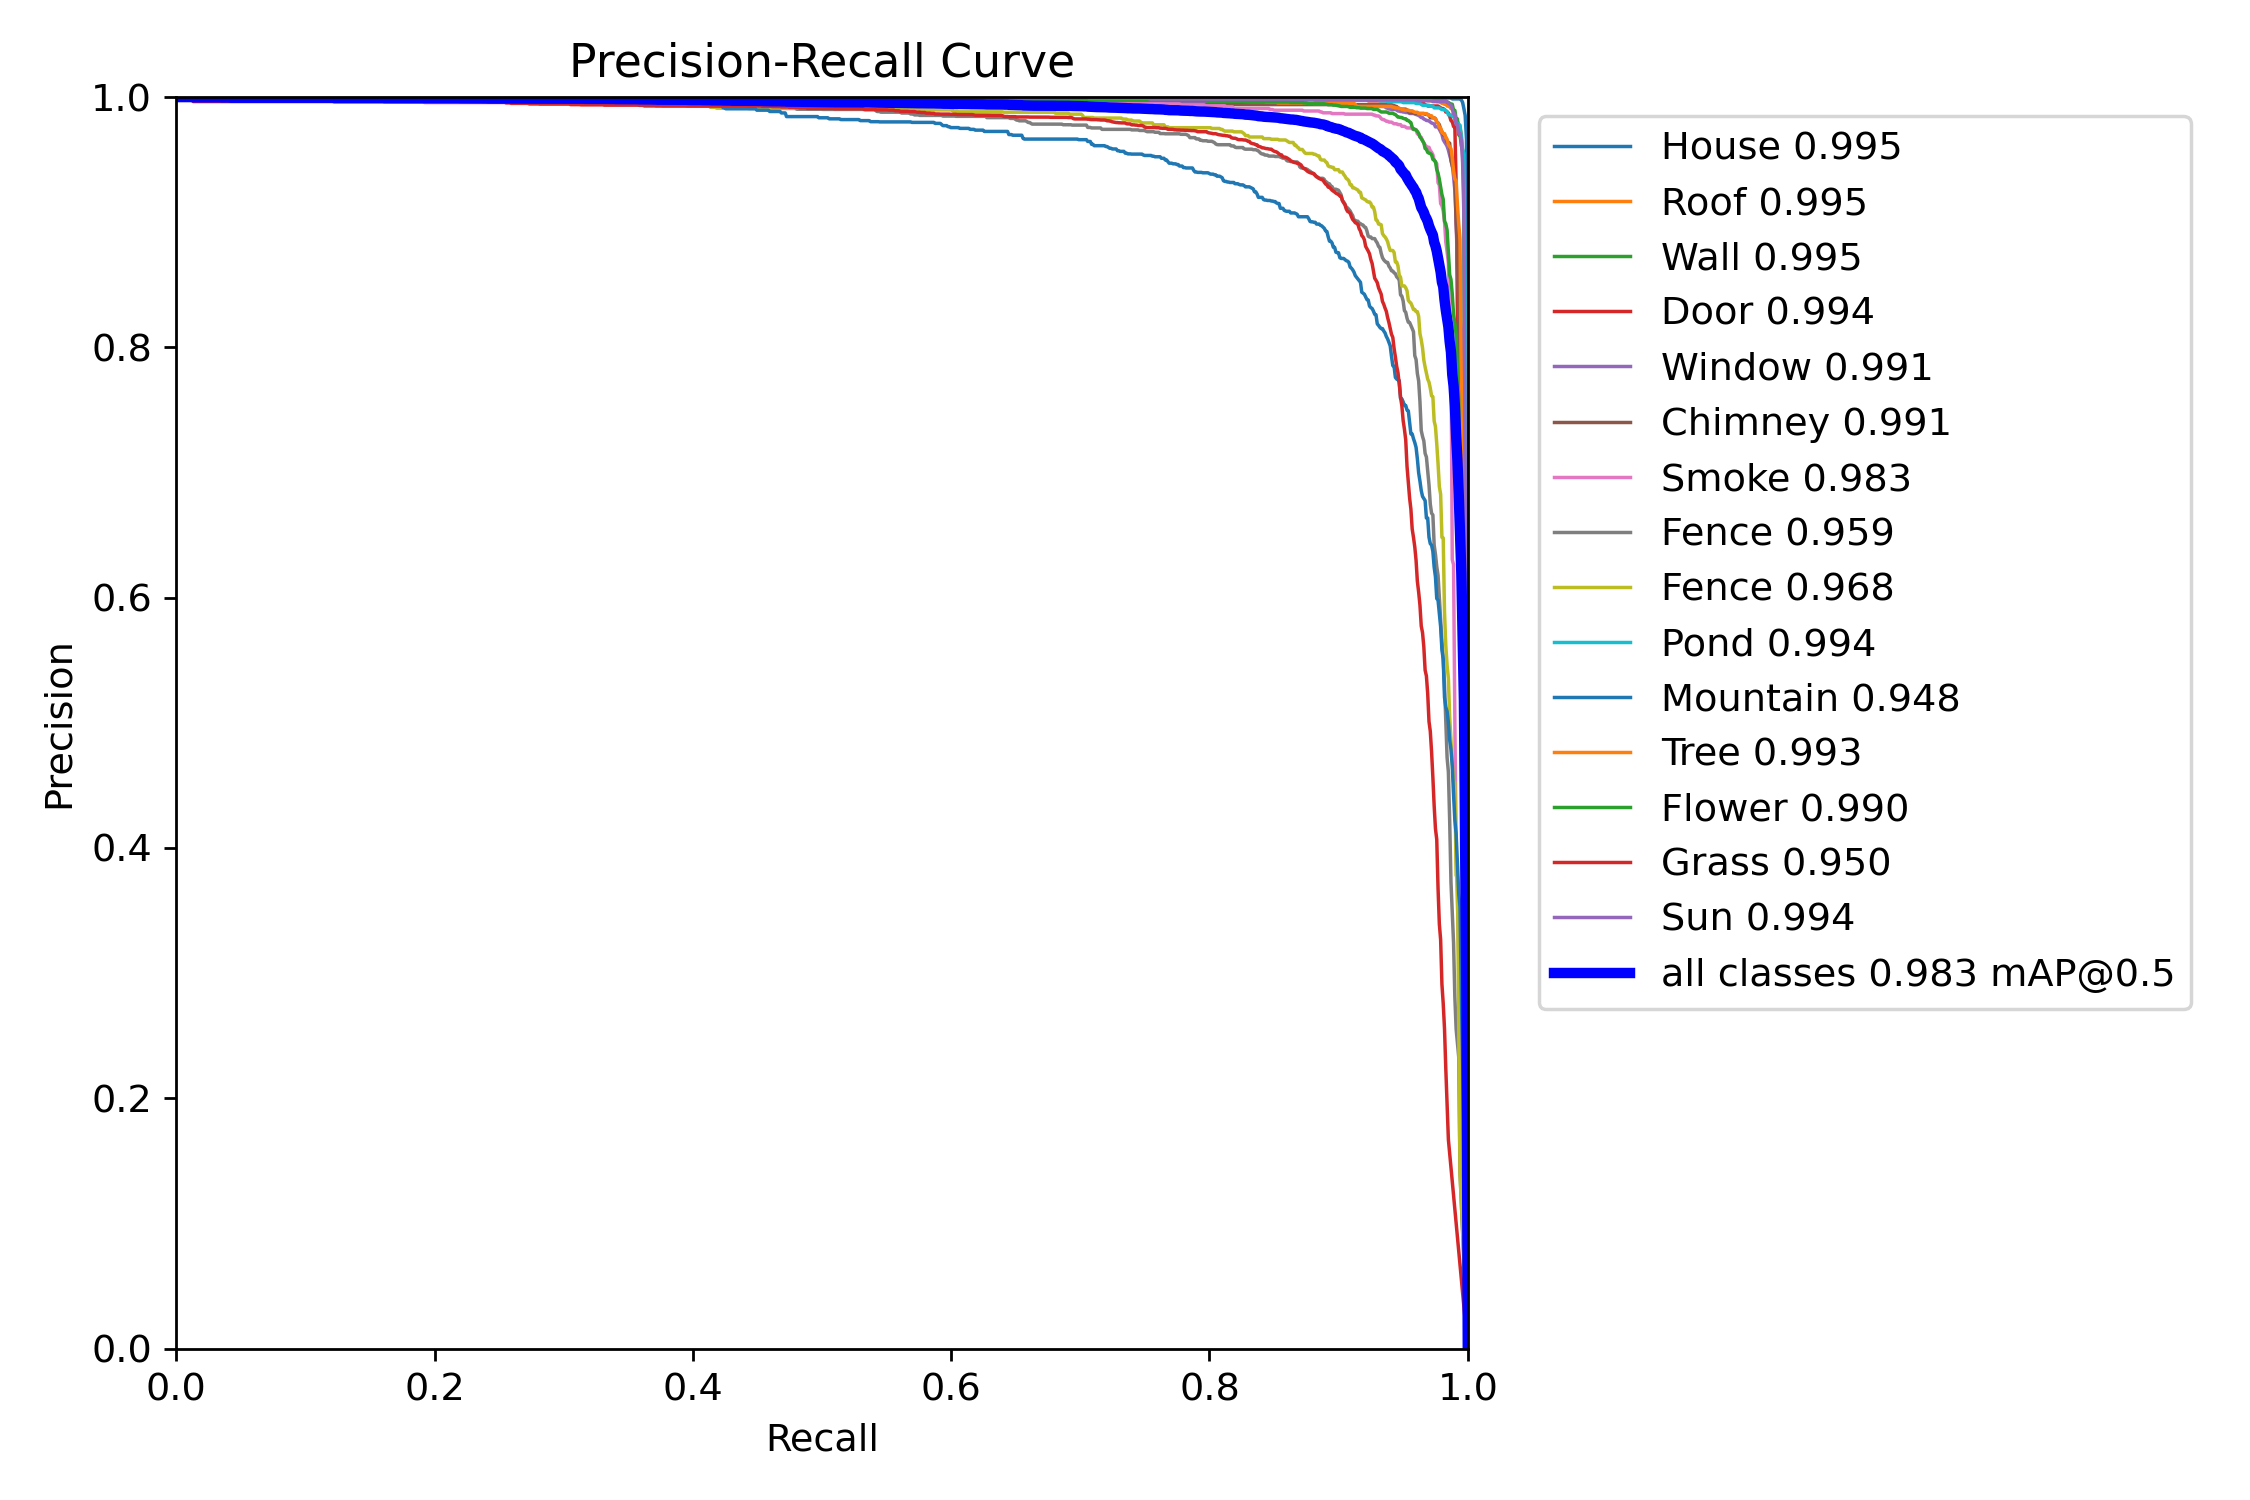 Precision-Recall Curve
1.0
0.8
0.6
0.4
0.2
0.0
Precision
0.0 0.2 0.4 0.6 0.8 1.0
Recall
House 0.995
Roof 0.995
Wall 0.995
Door 0.994
Window 0.991
Chimney 0.991
Smoke 0.983
Fence 0.959
Fence 0.968
Pond 0.994
Mountain 0.948
Tree 0.993
Flower 0.990
Grass 0.950
Sun 0.994
all classes 0.983 mAP@0.5